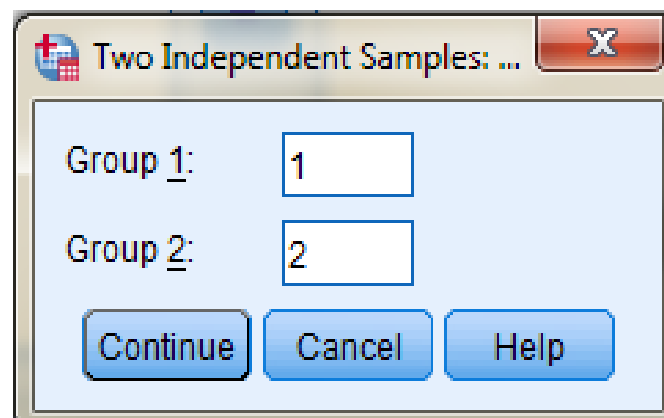 Two Independent Samples: ...
Group 1:
1
Group 2:
2
Continue Cancel Help